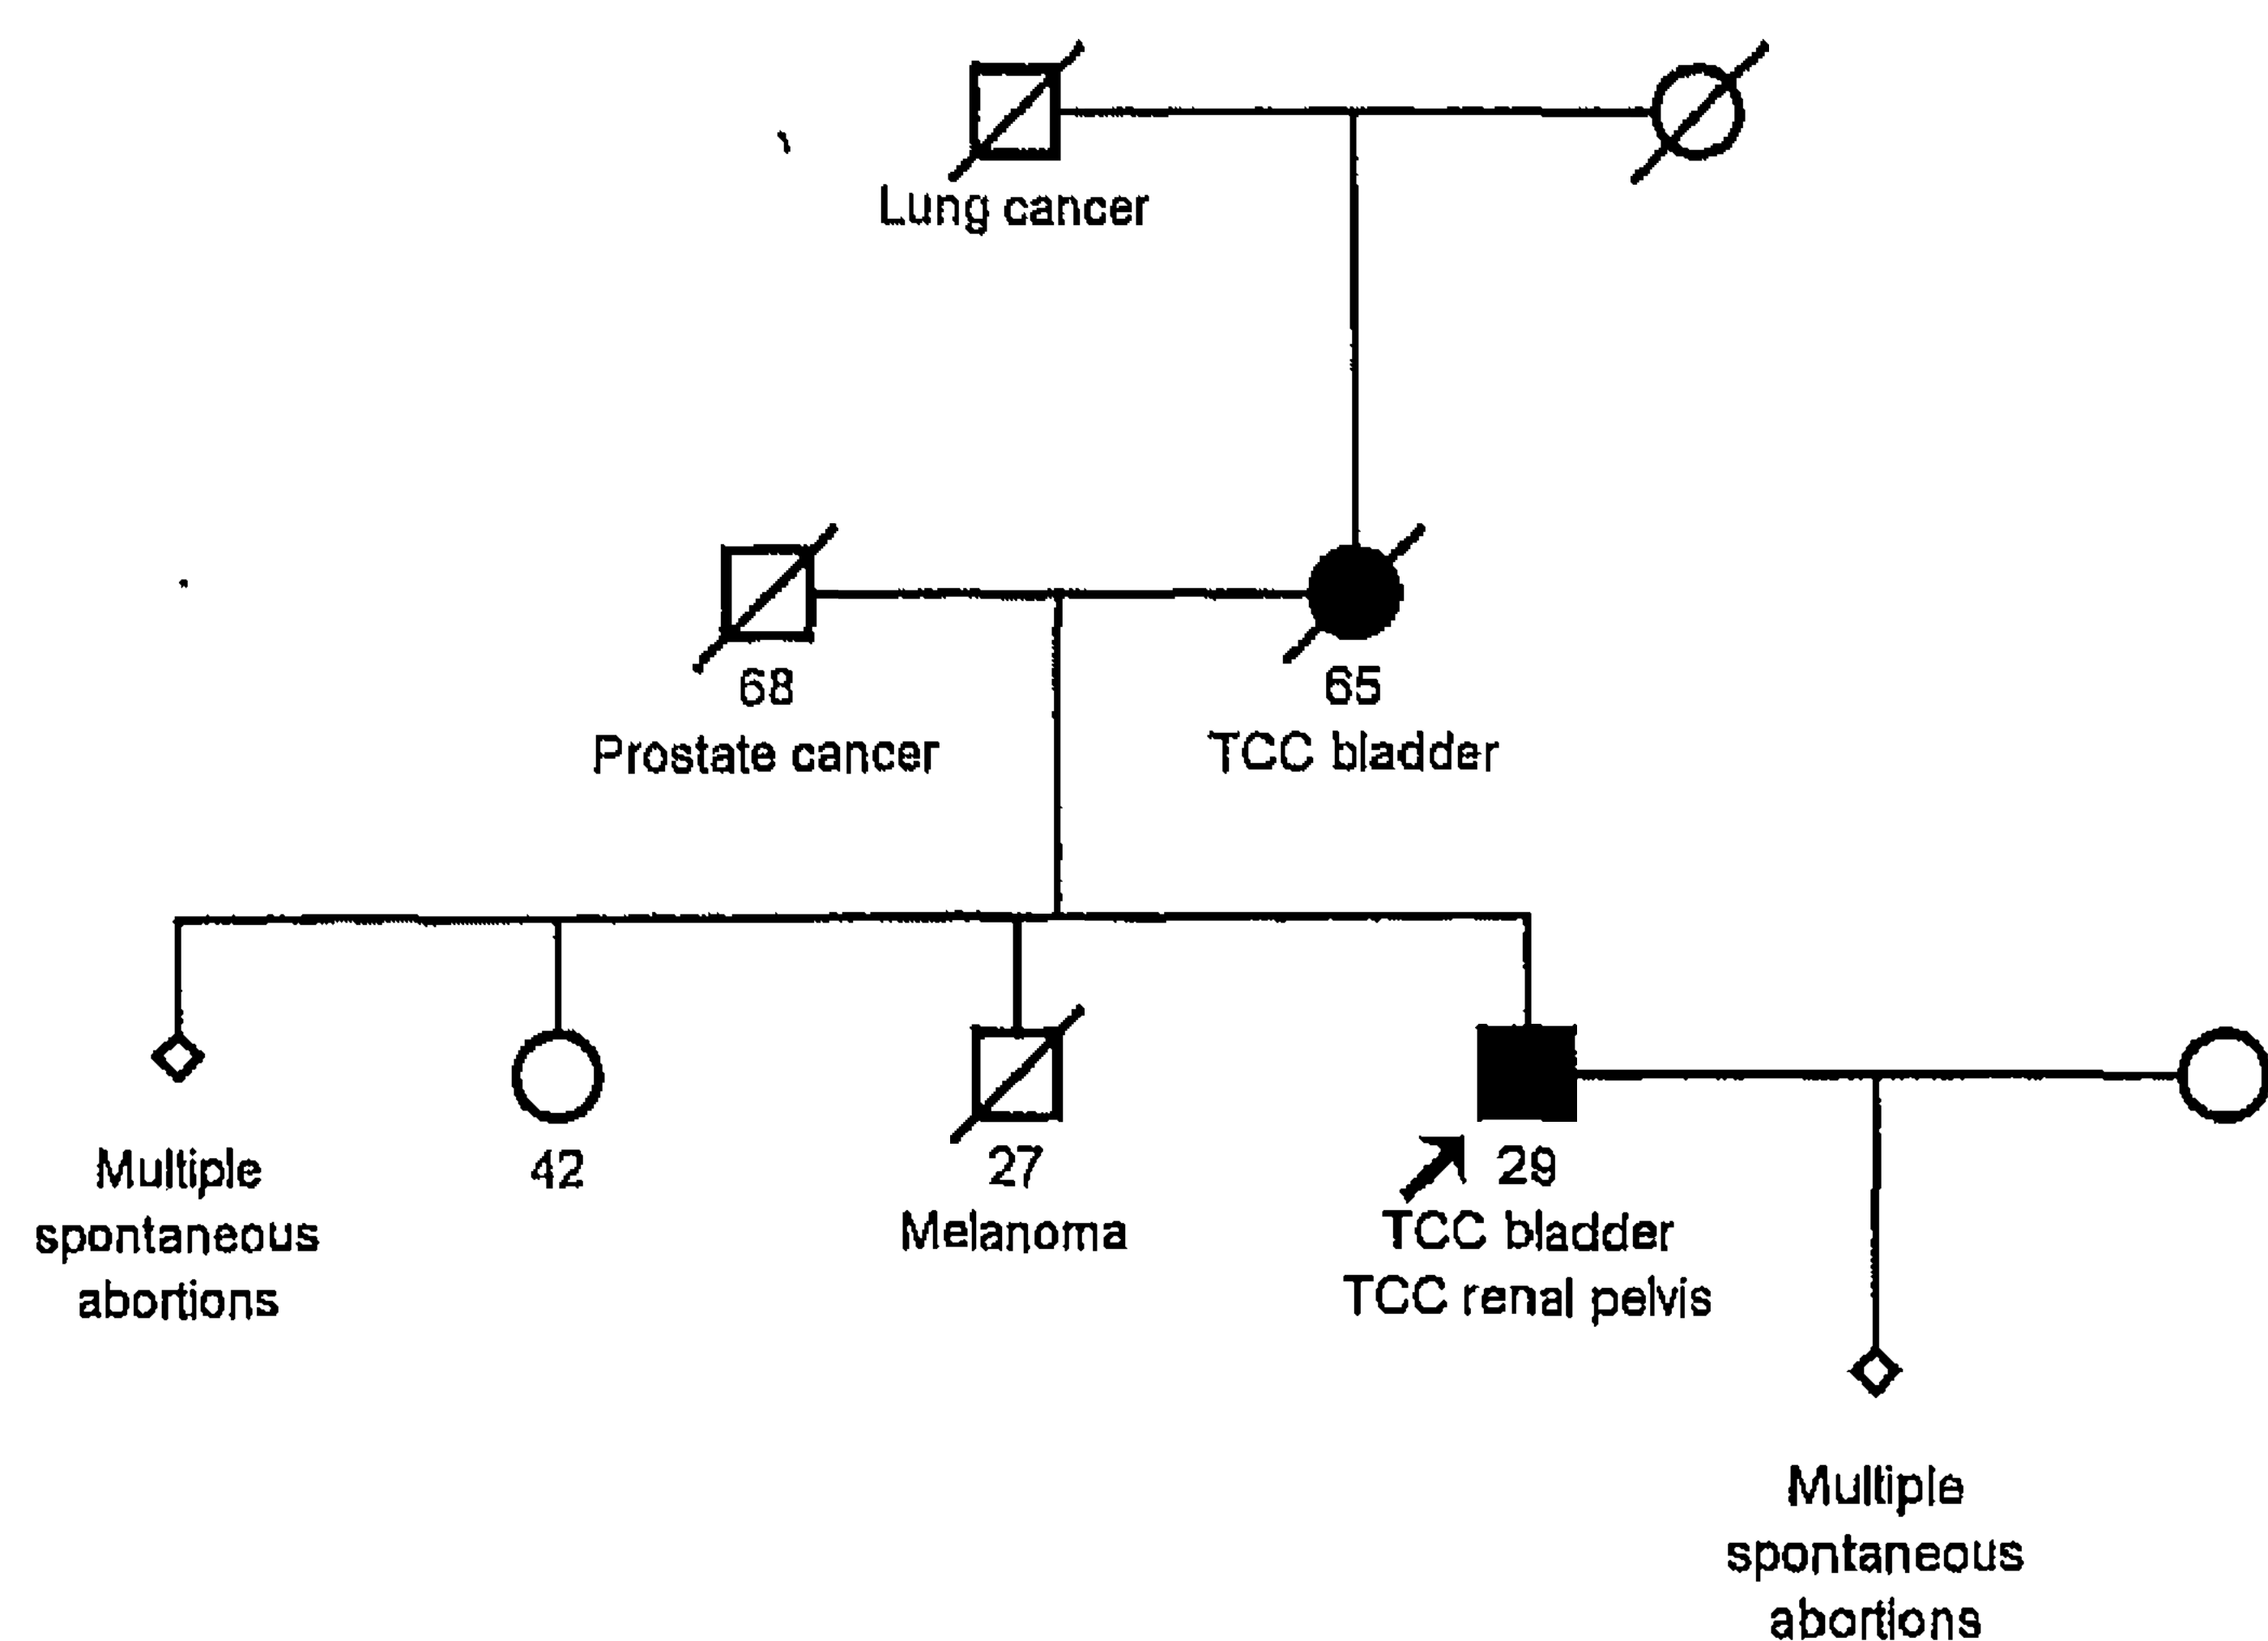 Lung cancer
68
65
Prostate cancer
TCC bladder
Multiple
spontaneous
abortions
42
27
Melanoma
29
TCC bladder
TCC renal pelvis
Multiple
spontaneous
abortions